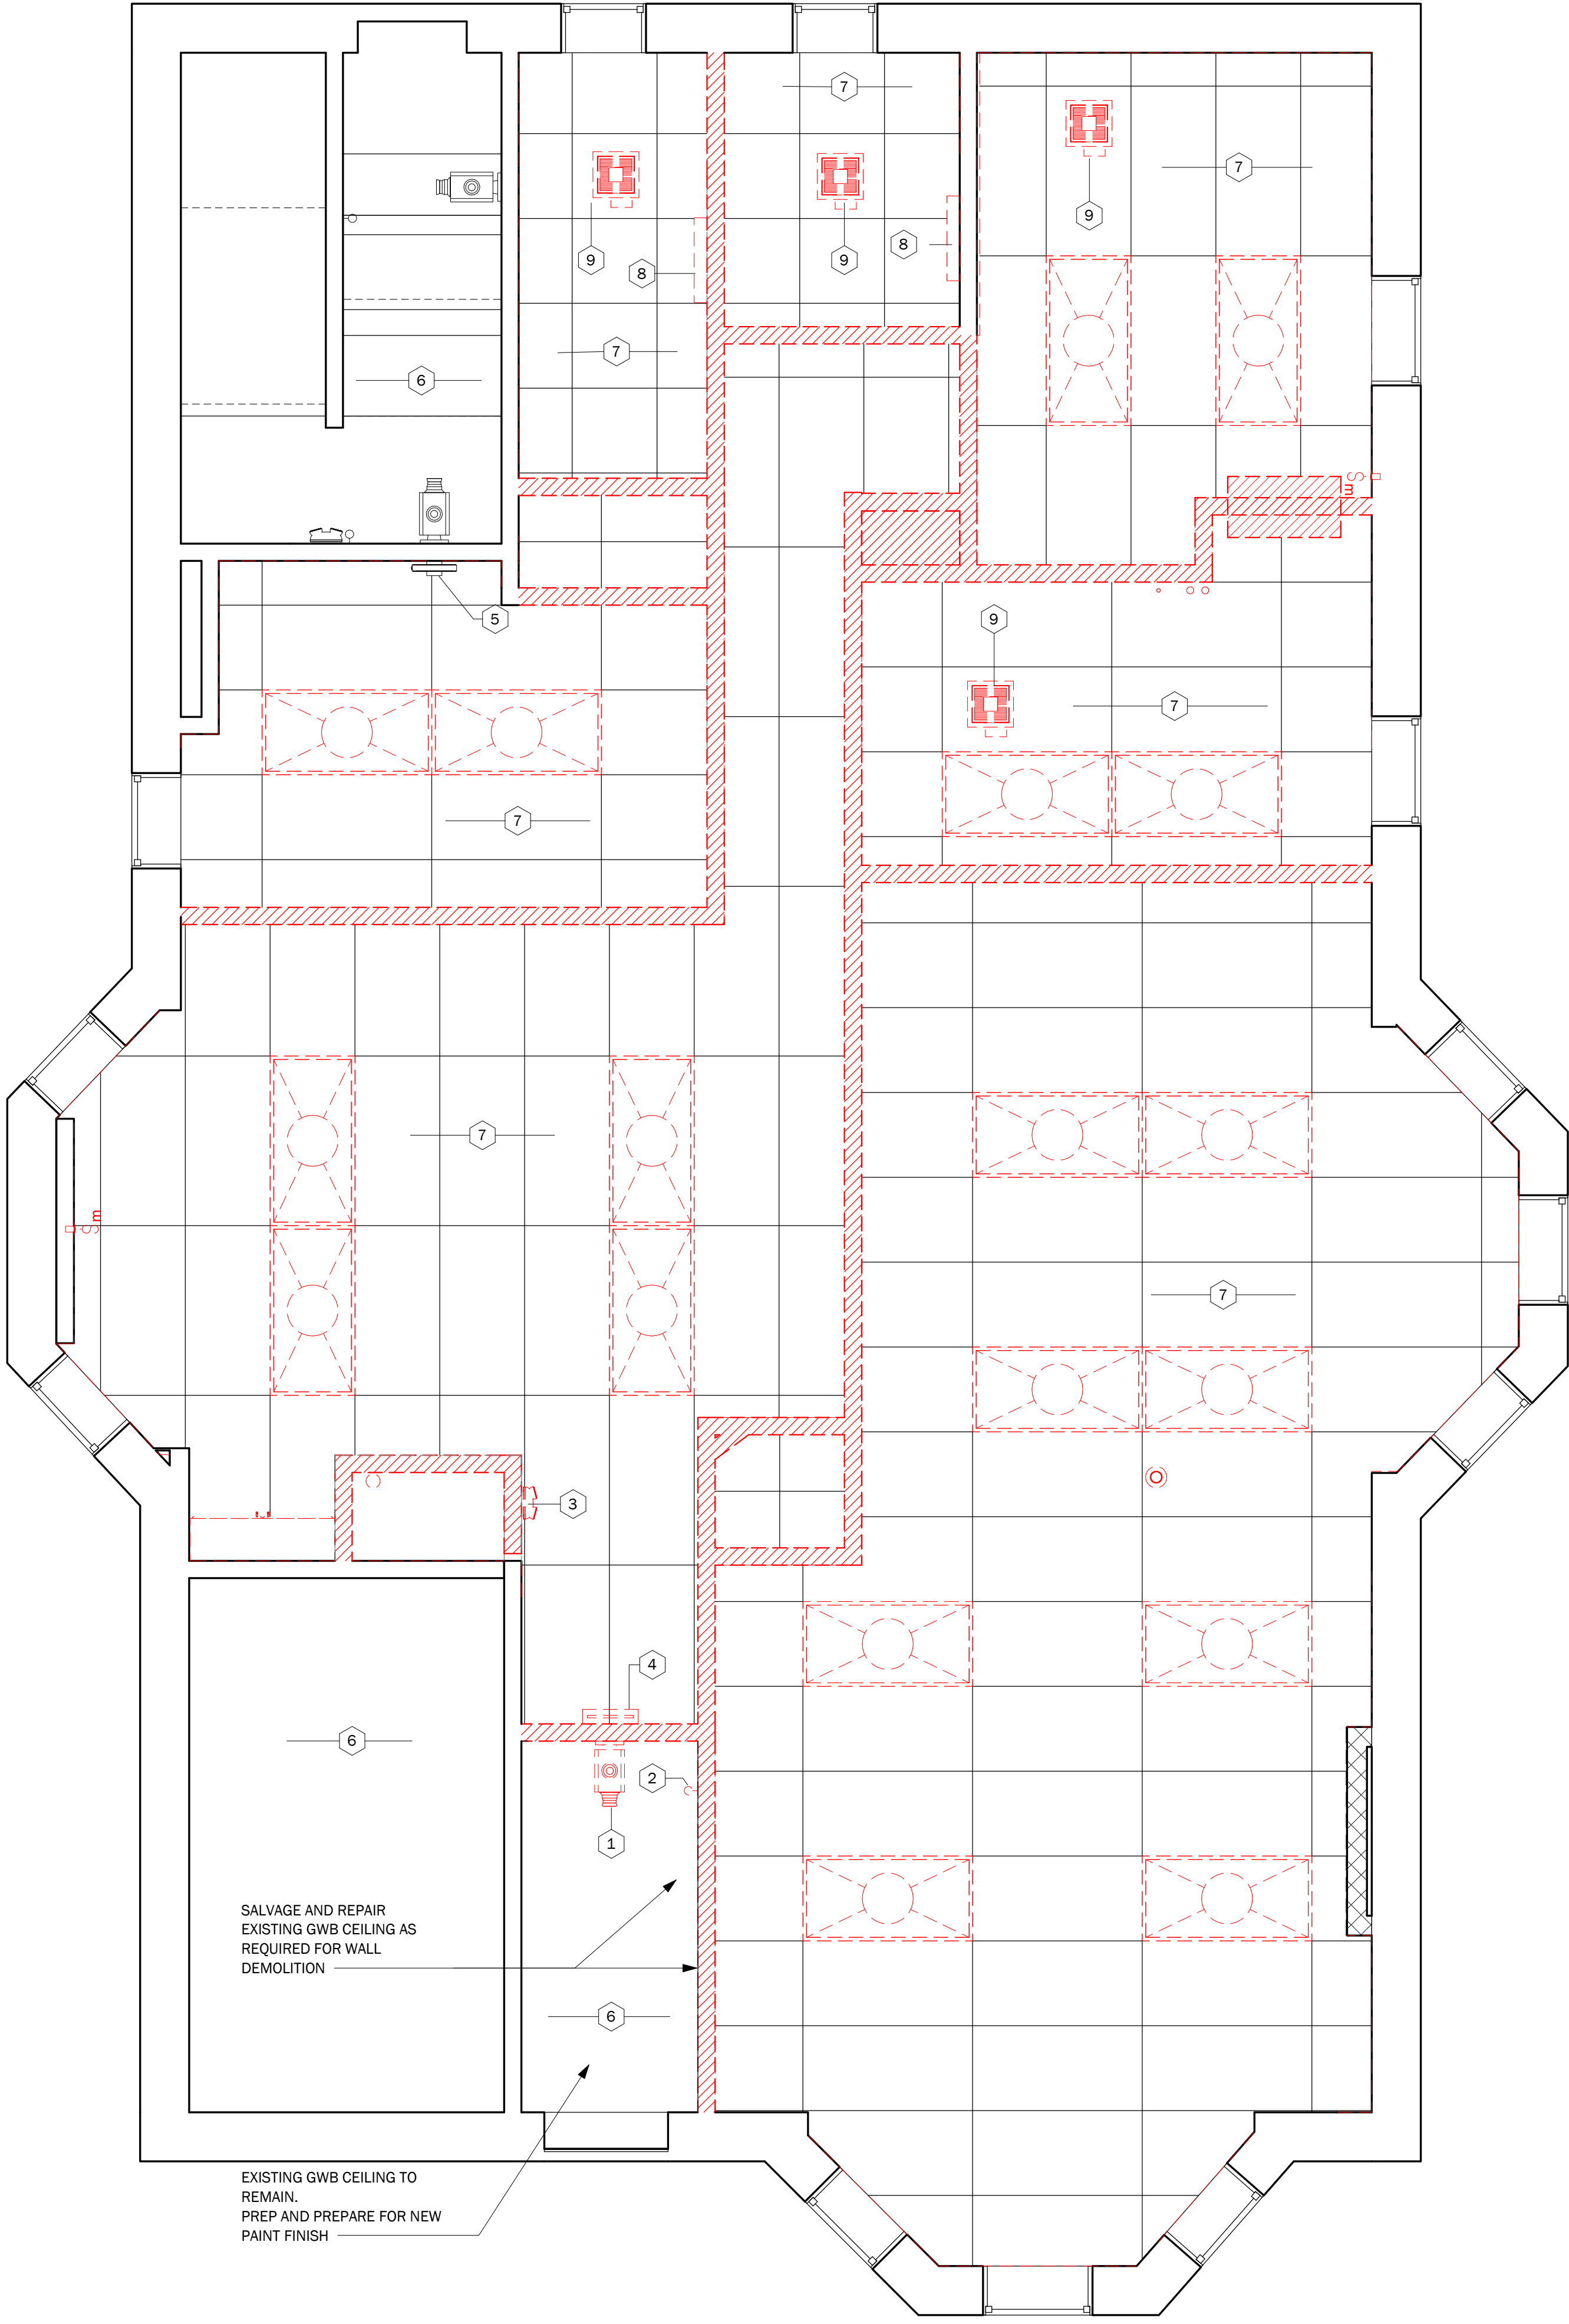 7
7
9
9
9
8
8
7
6
S
m
5
9
7
7
7
S
m
7
3
4
6
2
1
SALVAGE AND REPAIR
EXISTING GWB CEILING AS
REQUIRED FOR WALL
DEMOLITION
6
EXISTING GWB CEILING TO
REMAIN.
PREP AND PREPARE FOR NEW
PAINT FINISH